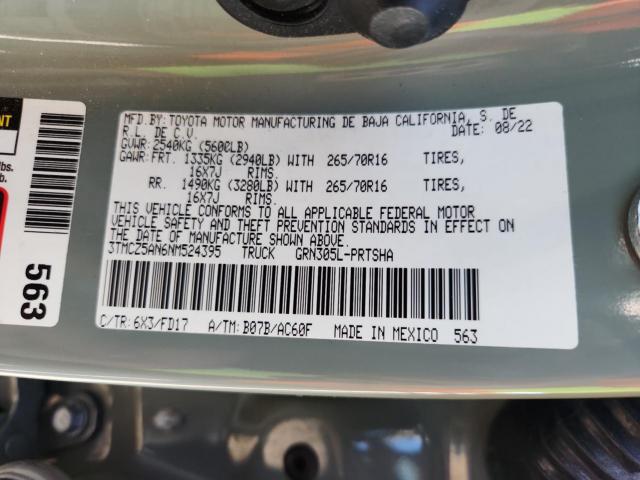 MFD.BY: TOYOTA MOTOR MANUFACTURING DE BAJA CALIFORNIA, S. DE
R.L. DE C.V. DATE: 08/22
GVWR: 2540KG (5600LB)
GAWR: FRT. 1335KG (2940LB) WITH 265/70R16 TIRES,
16X7J RIMS.
RR. 1490KG (3280LB) WITH 265/70R16 TIRES,
16X7J RIMS.
THIS VEHICLE CONFORMS TO ALL APPLICABLE FEDERAL MOTOR
VEHICLE SAFETY AND THEFT PREVENTION STANDARDS IN EFFECT ON
THE DATE OF MANUFACTURE SHOWN ABOVE.
3TMCZ5AN6NM524395 TRUCK GRN305L-PRTSHA
C/TR: 6X3/FD17 A/TM: B07B/AC60F MADE IN MEXICO 563
NT
bs.
b.
563